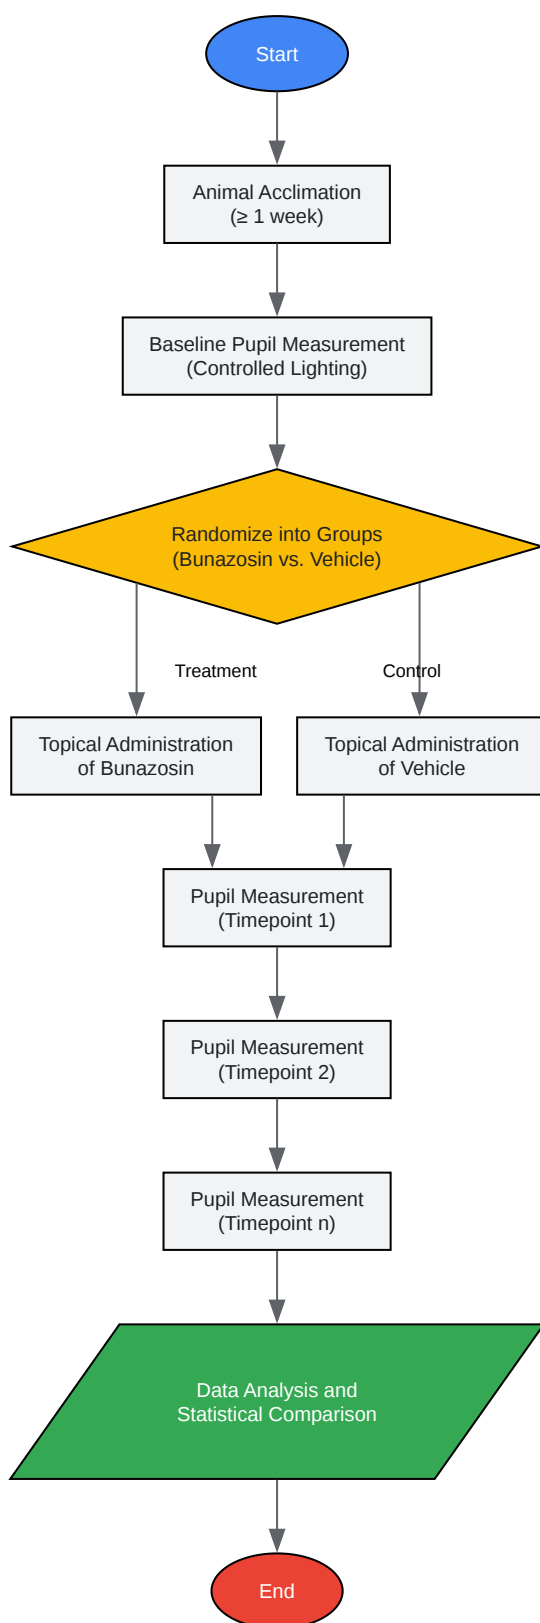 Start
Animal Acclimation
(≥ 1 week)
Baseline Pupil Measurement
(Controlled Lighting)
Randomize into Groups
(Bunazosin vs. Vehicle)
Treatment
Control
Topical Administration
of Bunazosin
Topical Administration
of Vehicle
Pupil Measurement
(Timepoint 1)
Pupil Measurement
(Timepoint 2)
Pupil Measurement
(Timepoint n)
Data Analysis and
Statistical Comparison
End